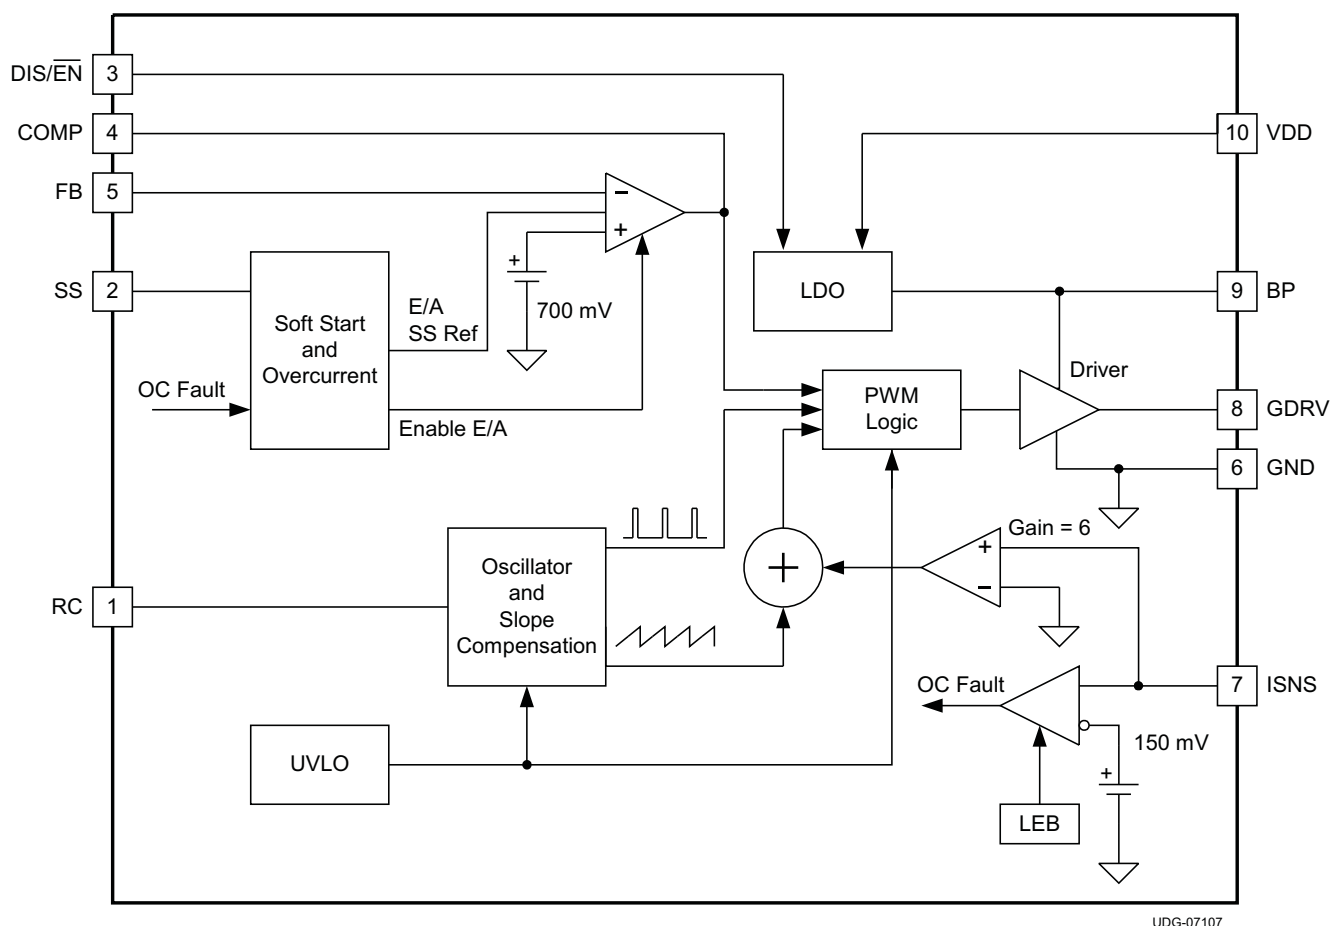 DIS/EN 3
COMP 4
10 VDD
FB 5
−
+
SS 2
+
700 mV
E/A
SS Ref
Soft Start
and
Overcurrent
OC Fault
Enable E/A
LDO
9 BP
Driver
PWM
Logic
8 GDRV
6 GND
Gain = 6
+
−
+
Oscillator
and
Slope
Compensation
RC 1
OC Fault
7 ISNS
150 mV
+
UVLO
LEB
UDG-07107